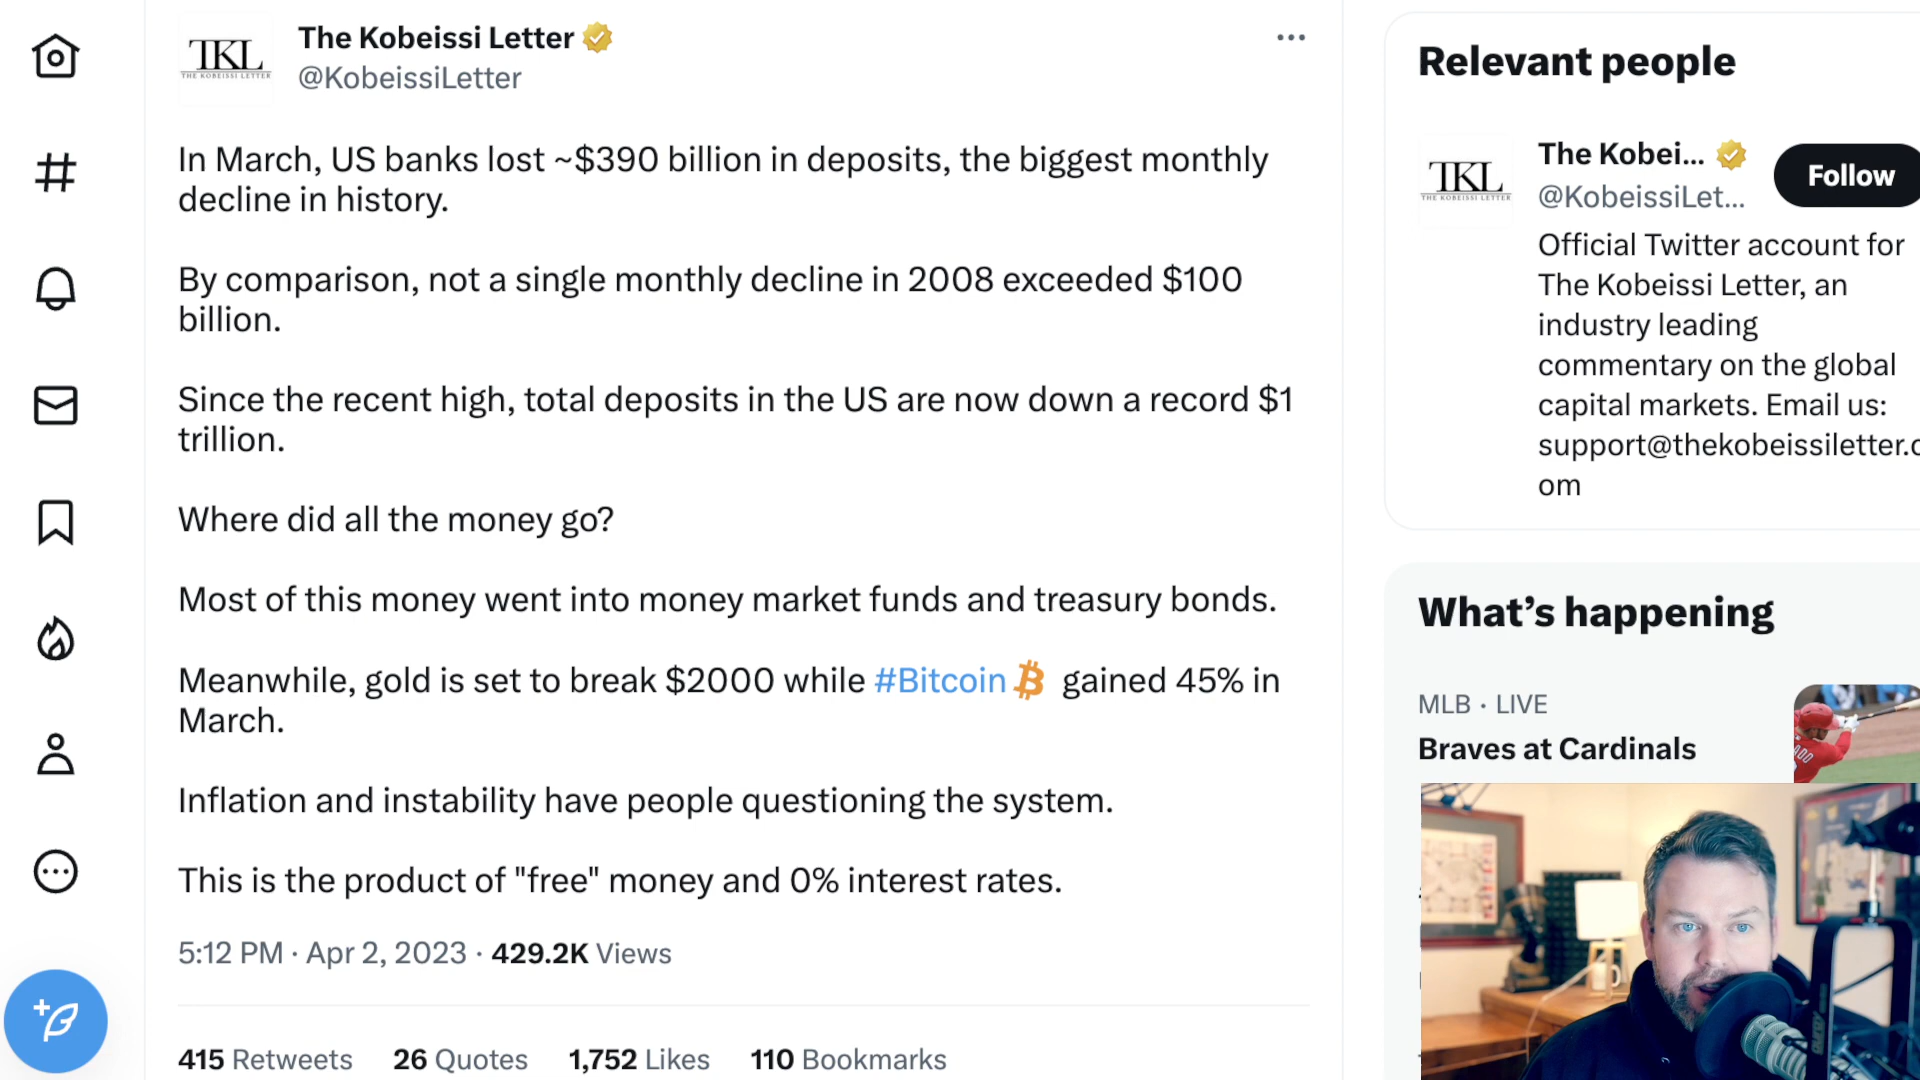 TKL
THE KOBEISSI LETTER
The Kobeissi Letter
@KobeissiLetter
In March, US banks lost ~$390 billion in deposits, the biggest monthly
decline in history.
By comparison, not a single monthly decline in 2008 exceeded $100
billion.
Since the recent high, total deposits in the US are now down a record $1
trillion.
Where did all the money go?
Most of this money went into money market funds and treasury bonds.
Meanwhile, gold is set to break $2000 while #Bitcoin gained 45% in
March.
Inflation and instability have people questioning the system.
This is the product of "free" money and 0% interest rates.
5:12 PM · Apr 2, 2023 · 429.2K Views
415 Retweets 26 Quotes 1,752 Likes 110 Bookmarks
Relevant people
TKL
THE KOBEISSI LETTER
The Kobei...
@KobeissiLet...
Follow
Official Twitter account for
The Kobeissi Letter, an
industry leading
commentary on the global
capital markets. Email us:
support@thekobeissiletter.c
om
What's happening
MLB · LIVE
Braves at Cardinals